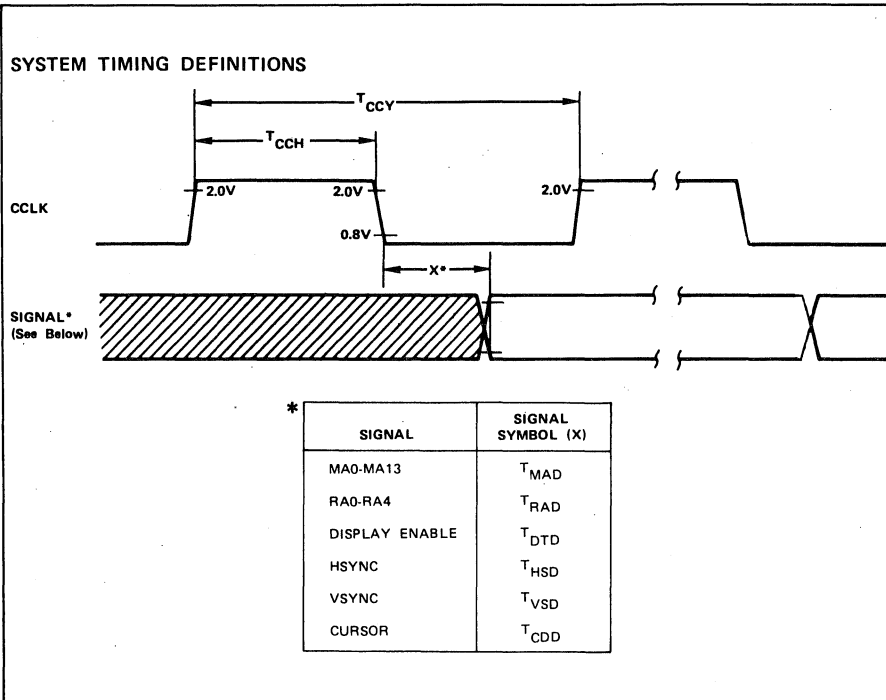 SYSTEM TIMING DEFINITIONS
TCCY
TCCH
2.0V 2.0V 2.0V
CCLK
0.8V
X*
SIGNAL*
(See Below)
*
SIGNAL SIGNAL SYMBOL (X)
MA0-MA13 TMAD
RA0-RA4 TRAD
DISPLAY ENABLE TDTD
HSYNC THSD
VSYNC TVSD
CURSOR TCDD